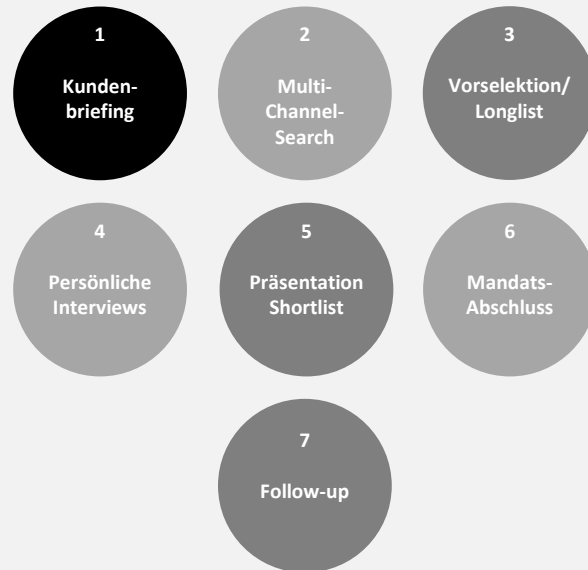 1
Kunden-
briefing
2
Multi-
Channel-
Search
3
Vorselektion/
Longlist
4
Persönliche
Interviews
5
Präsentation
Shortlist
6
Mandats-
Abschluss
7
Follow-up